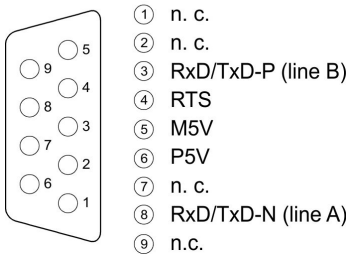 5
9
4
8
3
7
2
6
1
① n. c.
② n. c.
③ RxD/TxD-P (line B)
④ RTS
⑤ M5V
⑥ P5V
⑦ n. c.
⑧ RxD/TxD-N (line A)
⑨ n.c.